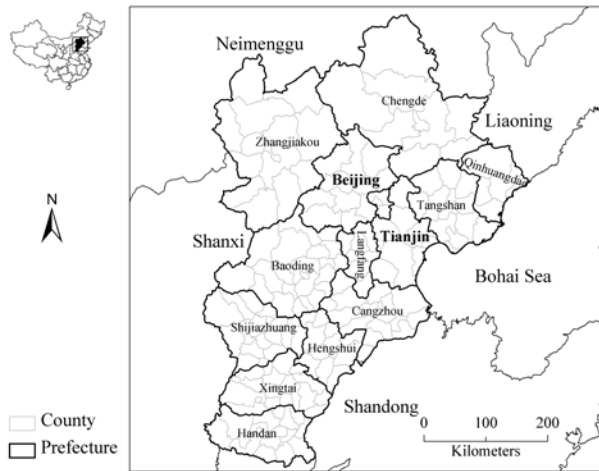 Neimenggu
Chengde
Liaoning
Zhangjiakou
Qinhuangdao
Beijing
Tangshan
N
Shanxi
Tianjin
Langfang
Baoding
Bohai Sea
Cangzhou
Shijiazhuang
Hengshui
Xingtai
Shandong
County
Prefecture
Handan
0 100 200
Kilometers